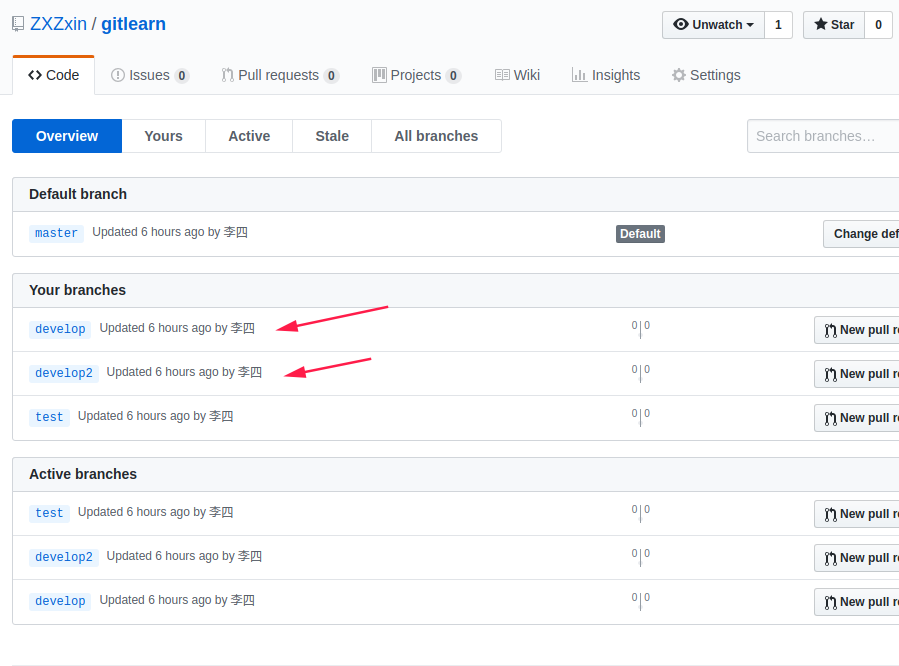 ZXZxin / gitlearn
Unwatch 1 Star 0
Code Issues 0 Pull requests 0 Projects 0 Wiki Insights Settings
Overview Yours Active Stale All branches Search branches…
Default branch
master Updated 6 hours ago by 李四 Default Change def
Your branches
develop Updated 6 hours ago by 李四 0 0 New pull re
develop2 Updated 6 hours ago by 李四 0 0 New pull re
test Updated 6 hours ago by 李四 0 0 New pull re
Active branches
test Updated 6 hours ago by 李四 0 0 New pull re
develop2 Updated 6 hours ago by 李四 0 0 New pull re
develop Updated 6 hours ago by 李四 0 0 New pull re